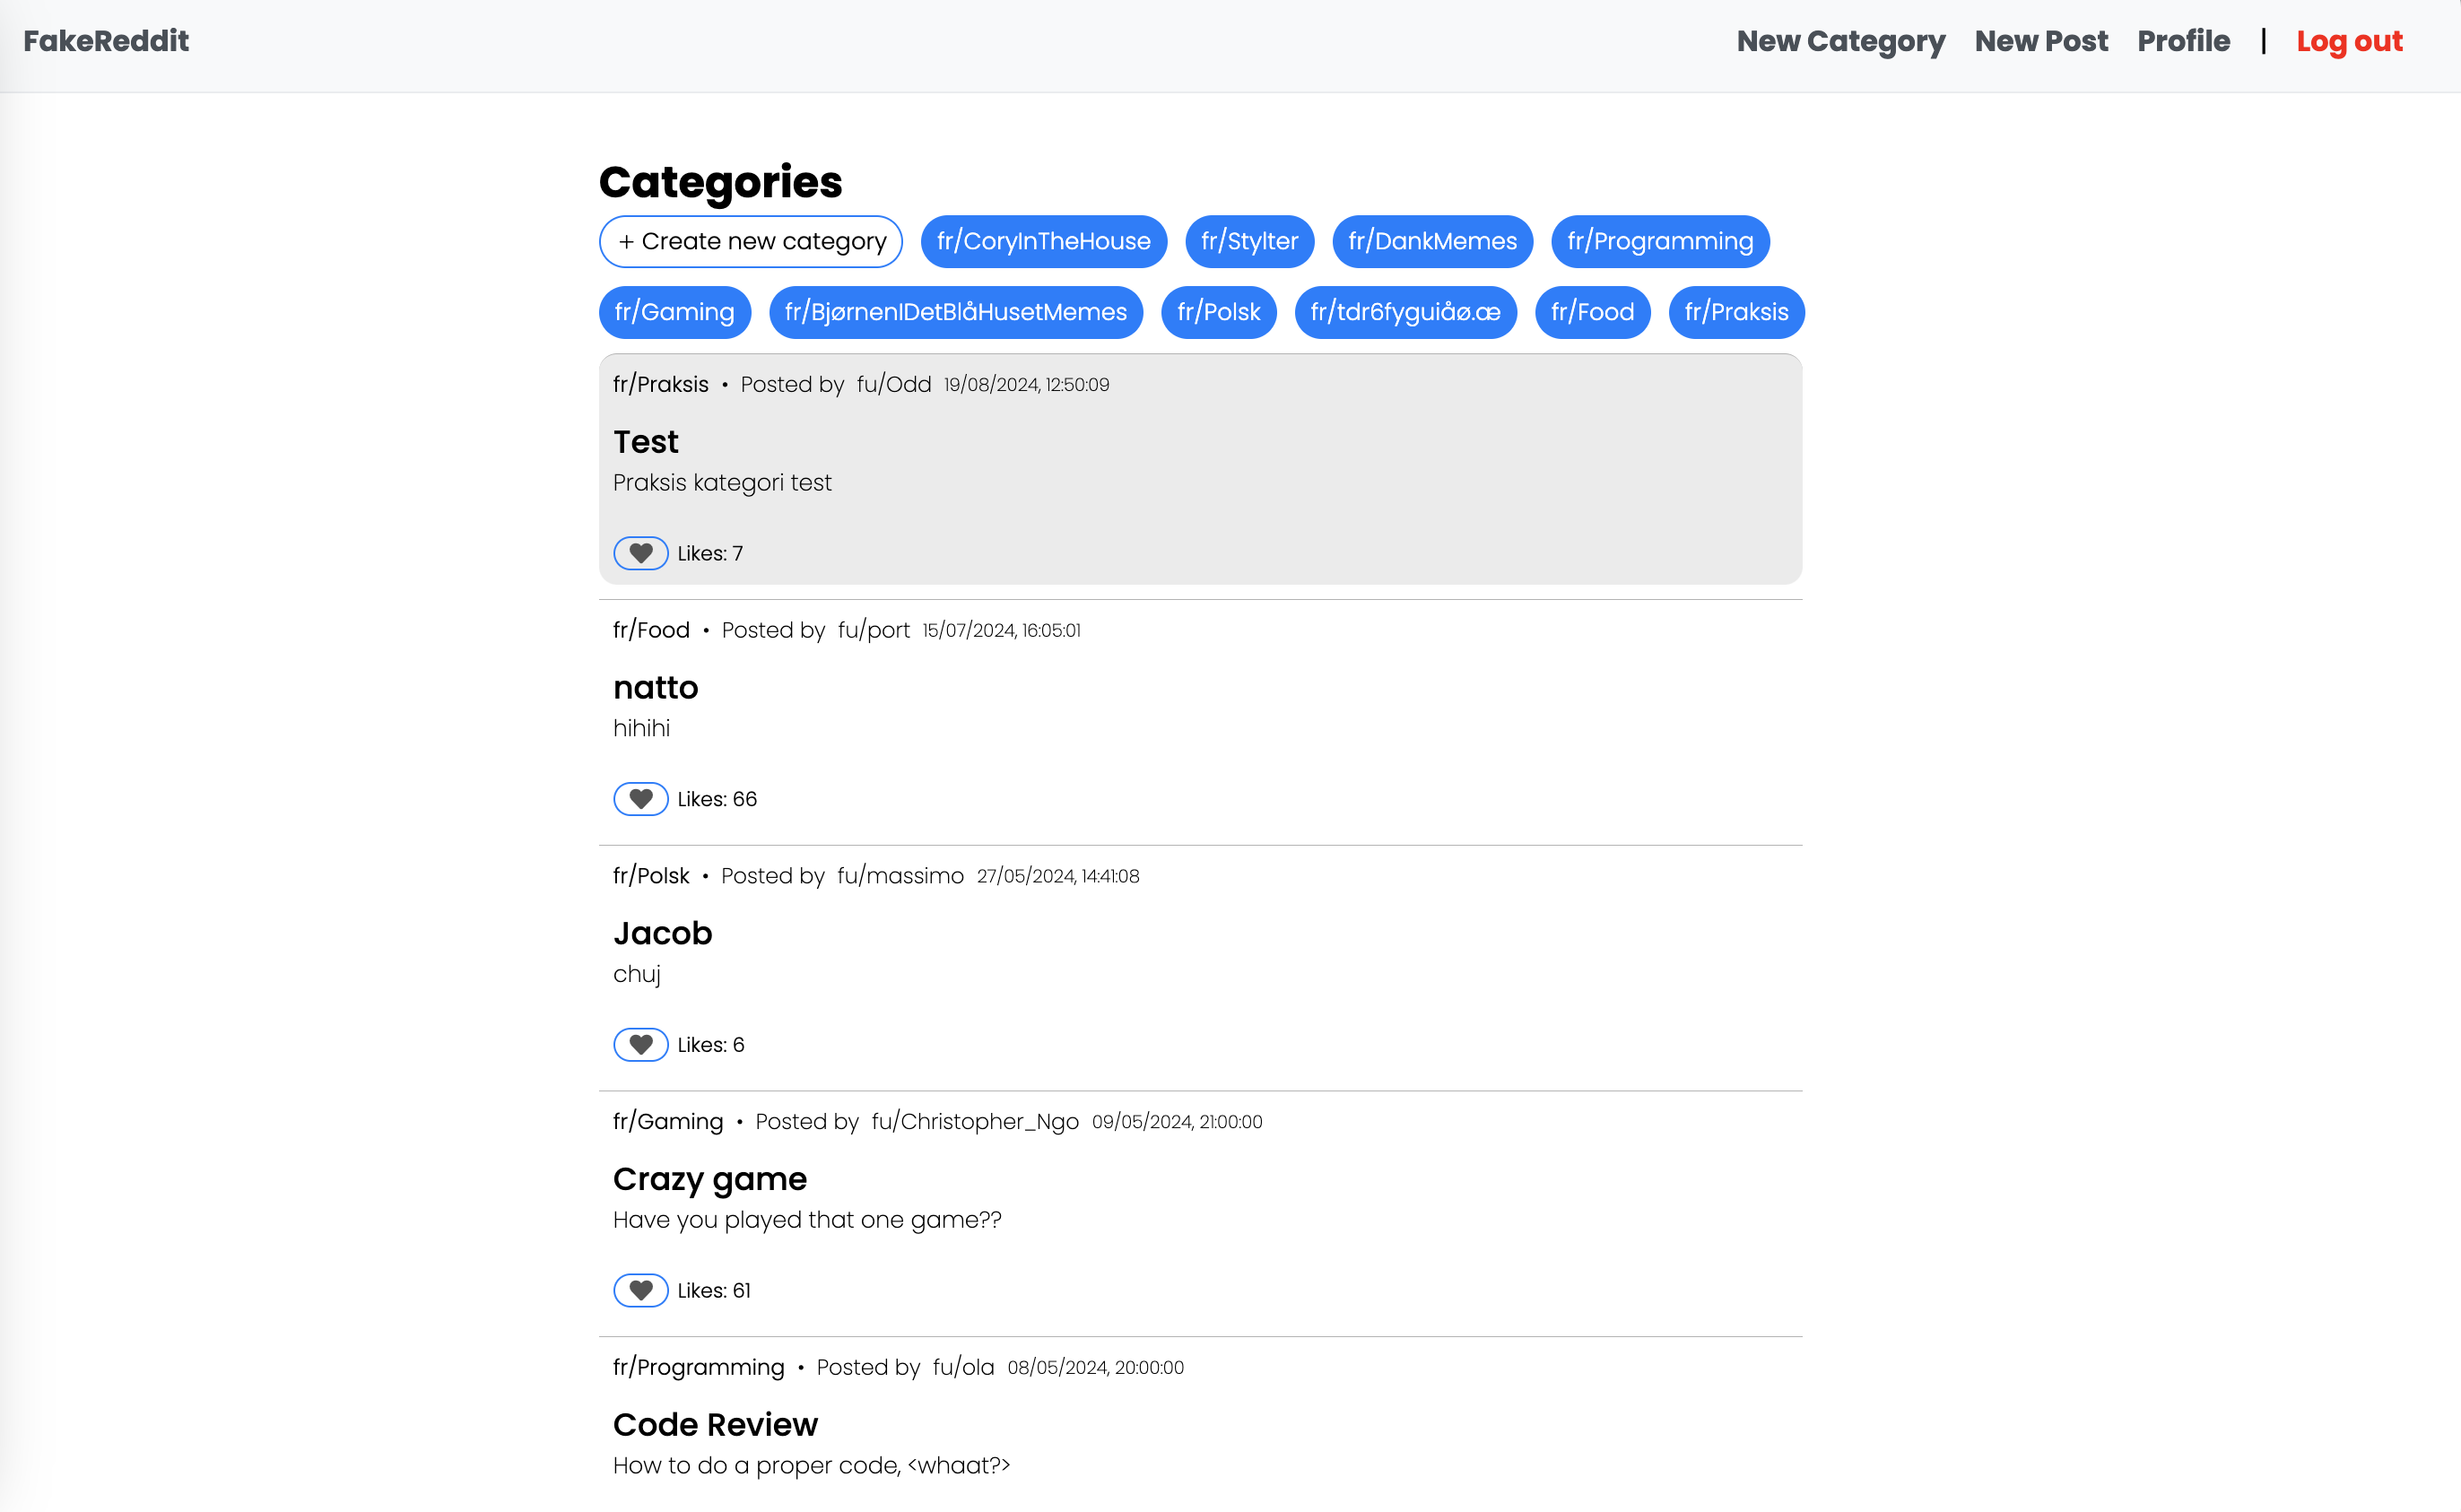 FakeReddit New Category New Post Profile | Log out
Categories
+ Create new category fr/CoryInTheHouse fr/Stylter fr/DankMemes fr/Programming
fr/Gaming fr/BjørnenIDetBlåHusetMemes fr/Polsk fr/tdr6fyguiåø.æ fr/Food fr/Praksis
fr/Praksis • Posted by fu/Odd 19/08/2024, 12:50:09
Test
Praksis kategori test
Likes: 7
fr/Food • Posted by fu/port 15/07/2024, 16:05:01
natto
hihihi
Likes: 66
fr/Polsk • Posted by fu/massimo 27/05/2024, 14:41:08
Jacob
chuj
Likes: 6
fr/Gaming • Posted by fu/Christopher_Ngo 09/05/2024, 21:00:00
Crazy game
Have you played that one game??
Likes: 61
fr/Programming • Posted by fu/ola 08/05/2024, 20:00:00
Code Review
How to do a proper code, <whaat?>